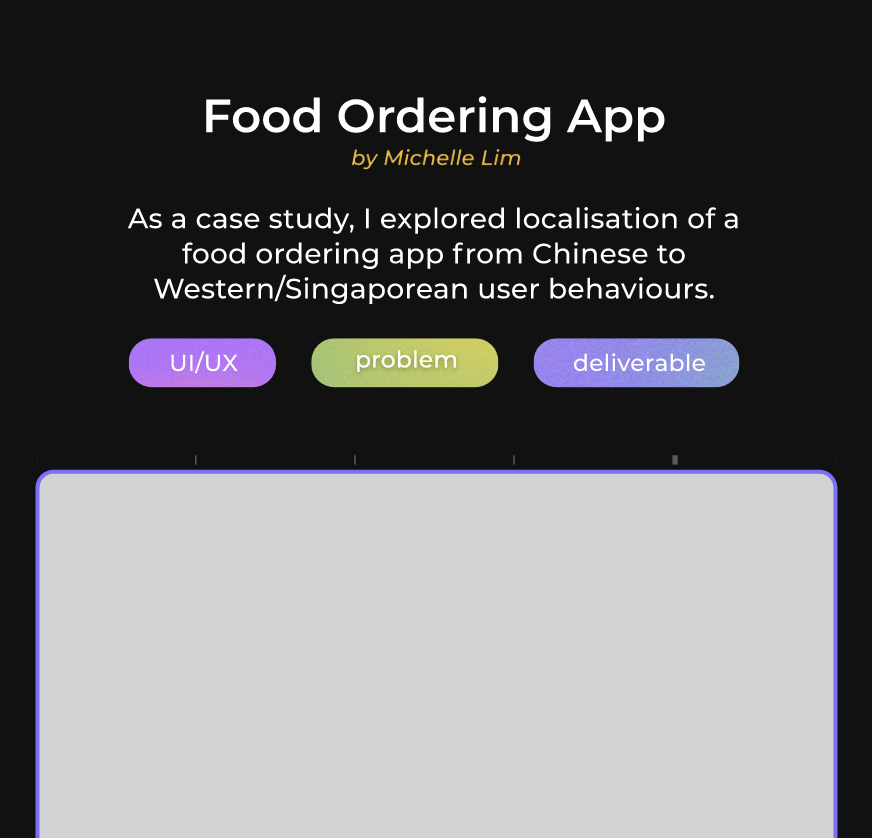 Food Ordering App
by Michelle Lim
As a case study, I explored localisation of a
food ordering app from Chinese to
Western/Singaporean user behaviours.
UI/UX
problem
deliverable